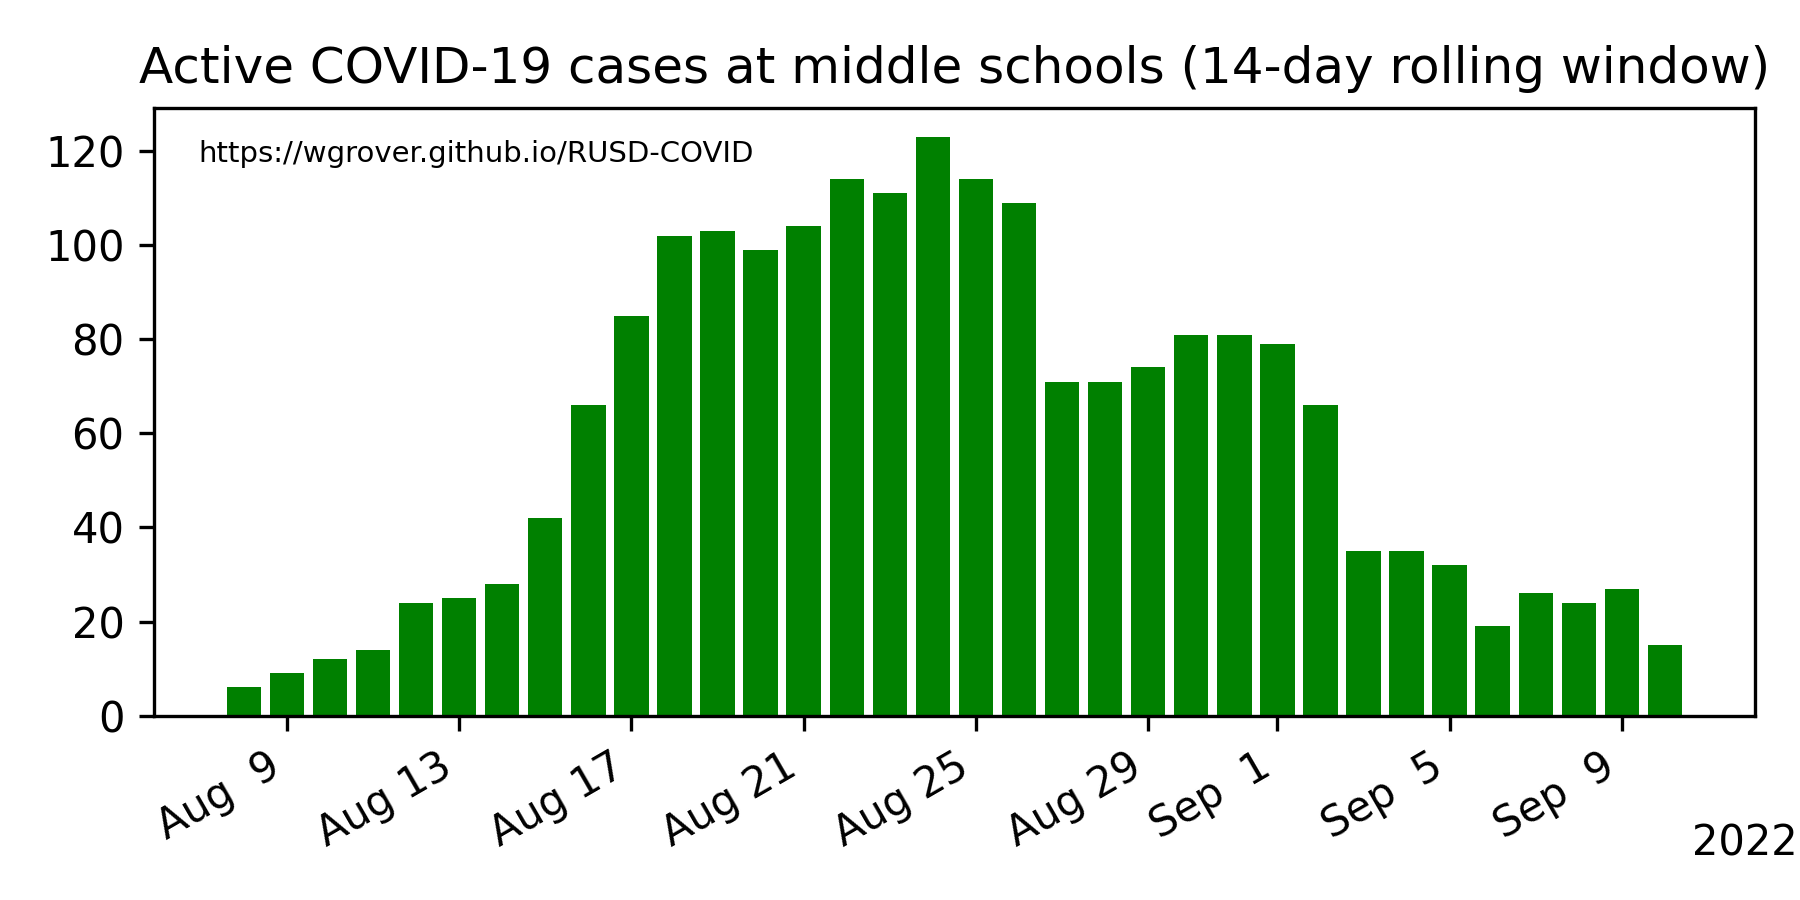 Active COVID-19 cases at middle schools (14-day rolling window)
https://wgrover.github.io/RUSD-COVID
120
100
80
60
40
20
0
Aug 9
Aug 13
Aug 17
Aug 21
Aug 25
Aug 29
Sep 1
Sep 5
Sep 9
2022